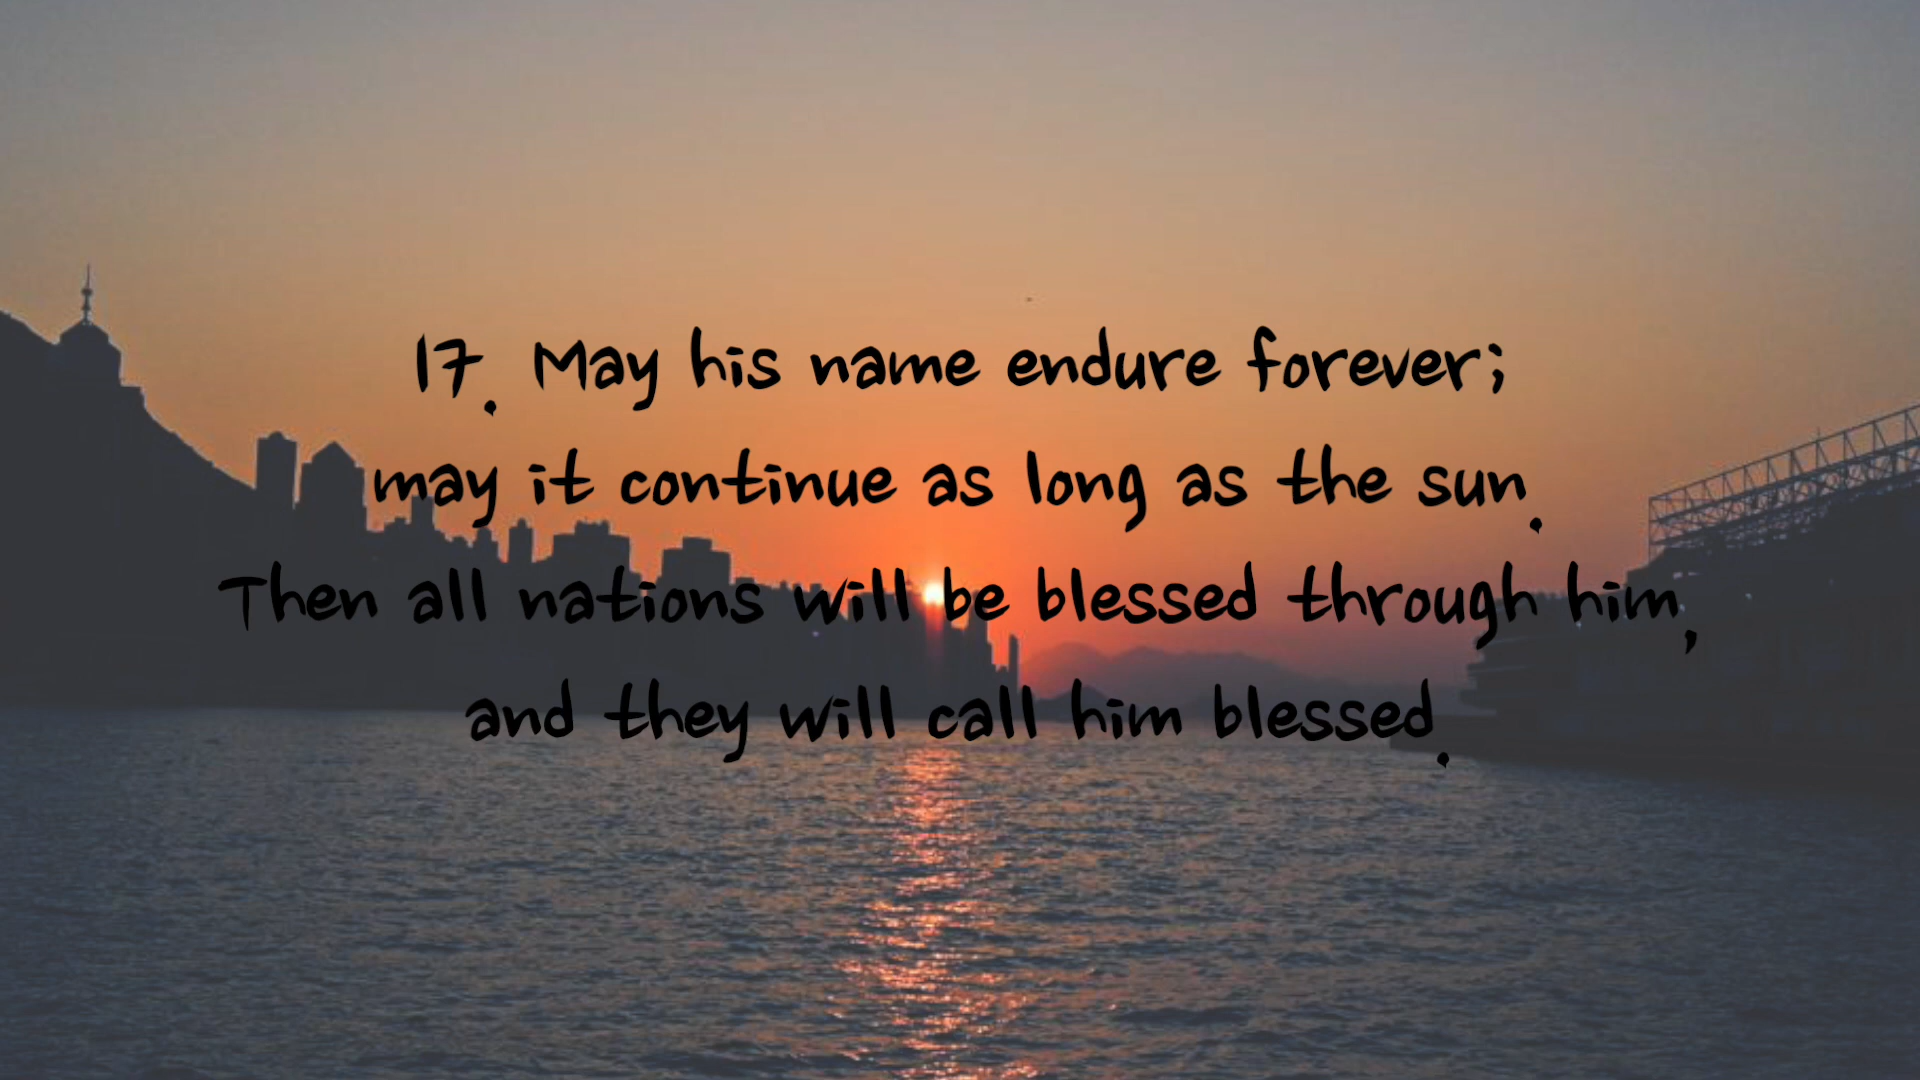 17. May his name endure forever;
may it continue as long as the sun.
Then all nations will be blessed through him,
and they will call him blessed.